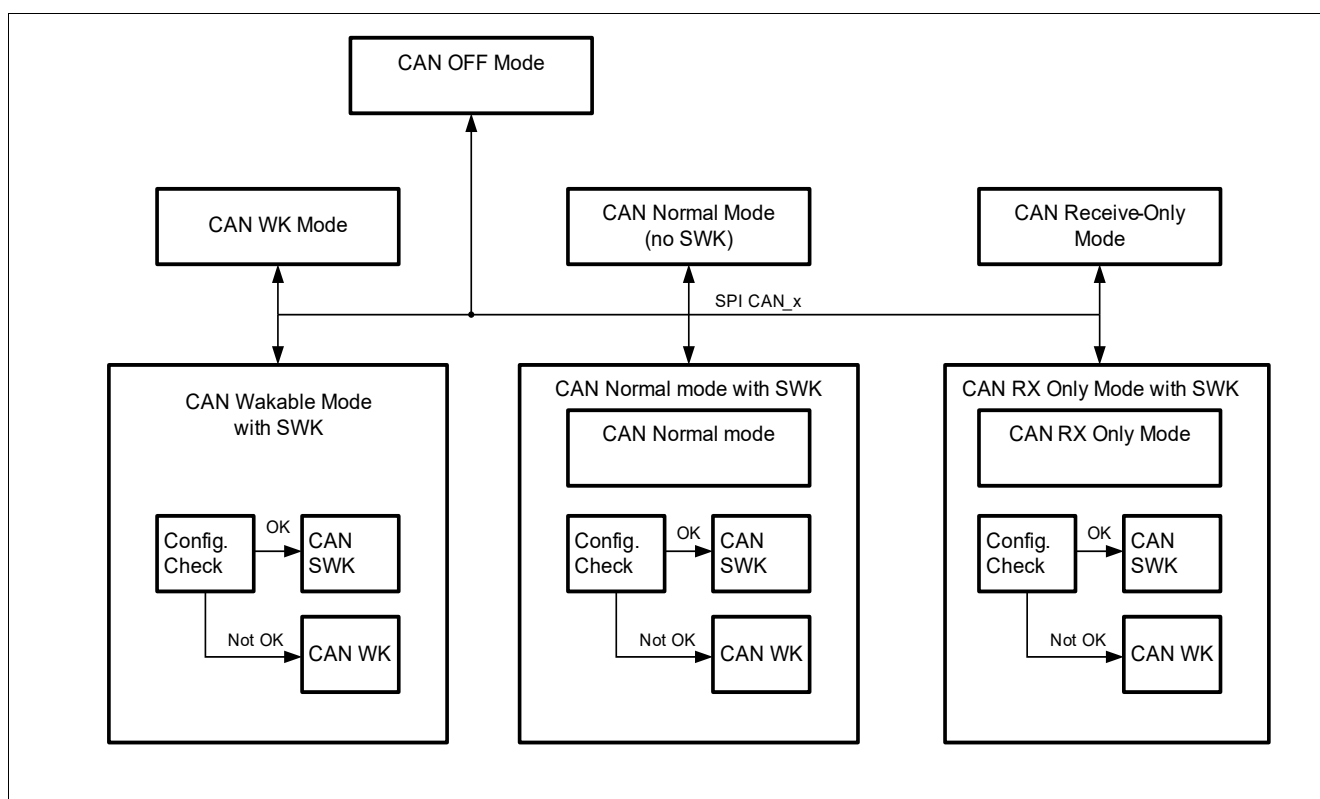 CAN OFF Mode
CAN WK Mode
CAN Normal Mode
(no SWK)
CAN Receive-Only
Mode
SPI CAN_x
CAN Wakable Mode
with SWK
Config.
Check
OK
CAN
SWK
Not OK
CAN WK
CAN Normal mode with SWK
CAN Normal mode
Config.
Check
OK
CAN
SWK
Not OK
CAN WK
CAN RX Only Mode with SWK
CAN RX Only Mode
Config.
Check
OK
CAN
SWK
Not OK
CAN WK